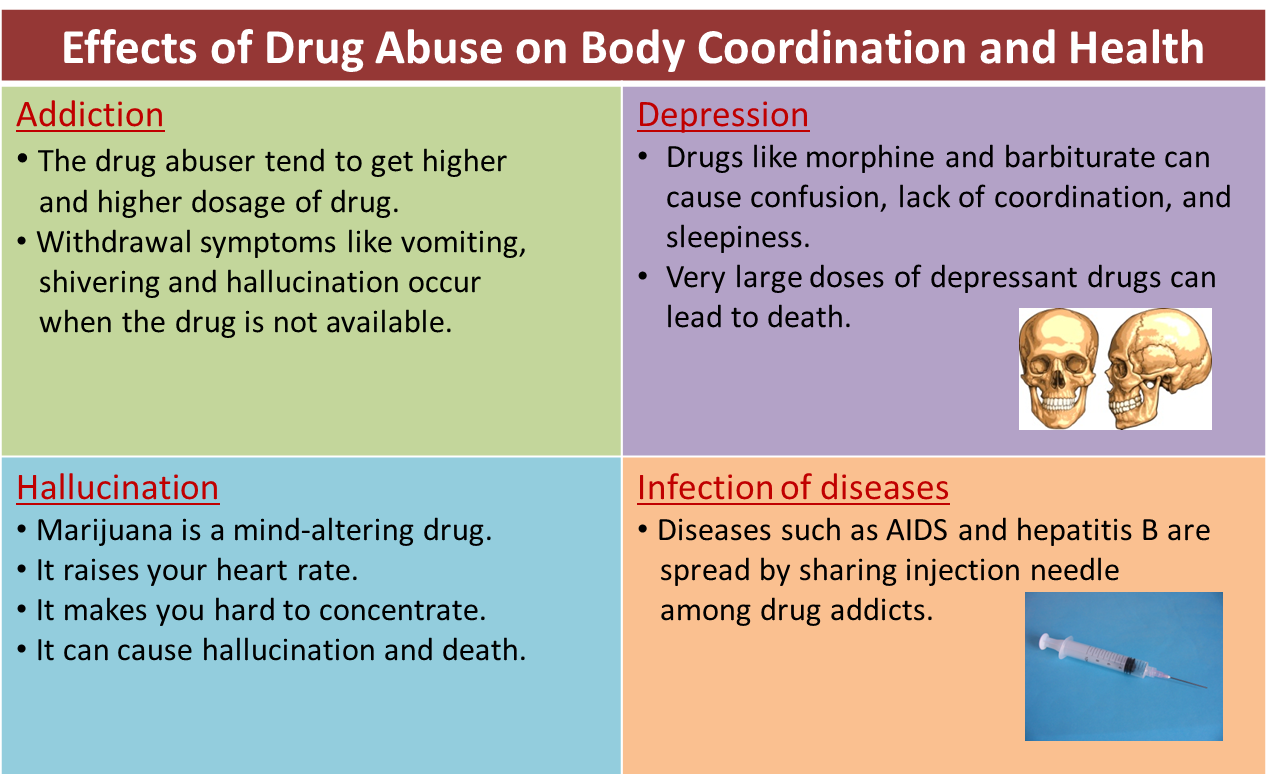 Effects of Drug Abuse on Body Coordination and Health
Addiction
• The drug abuser tend to get higher
and higher dosage of drug.
• Withdrawal symptoms like vomiting,
shivering and hallucination occur
when the drug is not available.
Depression
• Drugs like morphine and barbiturate can
cause confusion, lack of coordination, and
sleepiness.
• Very large doses of depressant drugs can
lead to death.
Hallucination
• Marijuana is a mind-altering drug.
• It raises your heart rate.
• It makes you hard to concentrate.
• It can cause hallucination and death.
Infection of diseases
• Diseases such as AIDS and hepatitis B are
spread by sharing injection needle
among drug addicts.